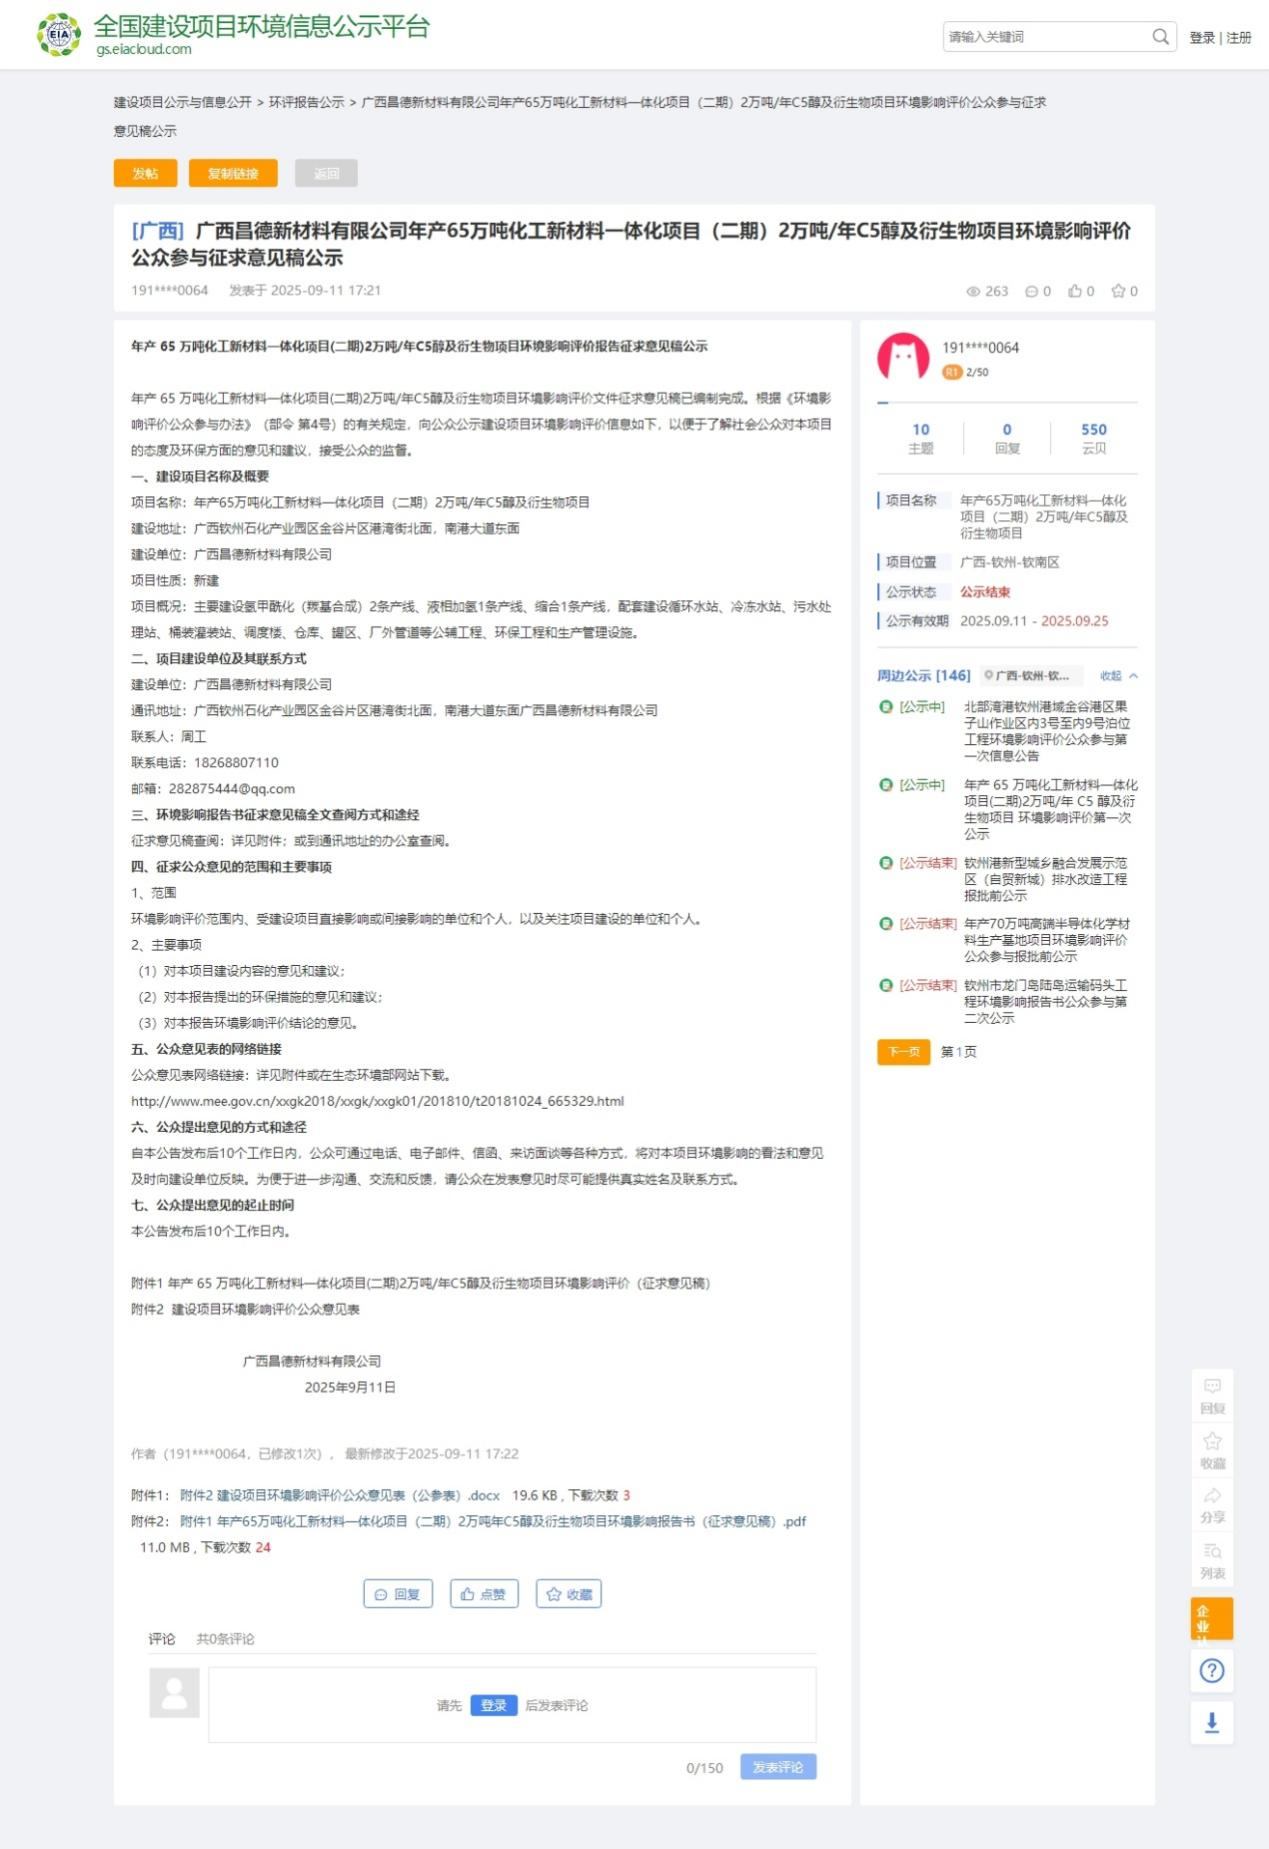 全国建设项目环境信息公示平台
gs.eiacloud.com
请输入关键词
登录 | 注册
建设项目公示与信息公开 > 环评报告公示 > 广西昌德新材料有限公司年产65万吨化工新材料一体化项目（二期）2万吨/年C5醇及衍生物项目环境影响评价公众参与征求
意见稿公示
发帖 复制链接 返回
[广西] 广西昌德新材料有限公司年产65万吨化工新材料一体化项目（二期）2万吨/年C5醇及衍生物项目环境影响评价
公众参与征求意见稿公示
191****0064 发表于 2025-09-11 17:21
263 0 0 0
年产 65 万吨化工新材料一体化项目(二期)2万吨/年C5醇及衍生物项目环境影响评价报告征求意见稿公示
年产 65 万吨化工新材料一体化项目(二期)2万吨/年C5醇及衍生物项目环境影响评价文件征求意见稿已编制完成。根据《环境影
响评价公众参与办法》（部令 第4号）的有关规定，向公众公示建设项目环境影响评价信息如下，以便于了解社会公众对本项目
的态度及环保方面的意见和建议，接受公众的监督。
一、建设项目名称及概要
项目名称：年产65万吨化工新材料一体化项目（二期）2万吨/年C5醇及衍生物项目
建设地址：广西钦州石化产业园区金谷片区港湾街北面，南港大道东面
建设单位：广西昌德新材料有限公司
项目性质：新建
项目概况：主要建设氢甲酰化（羰基合成）2条产线、液相加氢1条产线、缩合1条产线，配套建设循环水站、冷冻水站、污水处
理站、桶装灌装站、调度楼、仓库、罐区、厂外管道等公辅工程、环保工程和生产管理设施。
二、项目建设单位及其联系方式
建设单位：广西昌德新材料有限公司
通讯地址：广西钦州石化产业园区金谷片区港湾街北面，南港大道东面广西昌德新材料有限公司
联系人：周工
联系电话：18268807110
邮箱：282875444@qq.com
三、环境影响报告书征求意见稿全文查阅方式和途经
征求意见稿查阅：详见附件；或到通讯地址的办公室查阅。
四、征求公众意见的范围和主要事项
1、范围
环境影响评价范围内、受建设项目直接影响或间接影响的单位和个人，以及关注项目建设的单位和个人。
2、主要事项
（1）对本项目建设内容的意见和建议；
（2）对本报告提出的环保措施的意见和建议；
（3）对本报告环境影响评价结论的意见。
五、公众意见表的网络链接
公众意见表网络链接：详见附件或在生态环境部网站下载。
http://www.mee.gov.cn/xxgk2018/xxgk/xxgk01/201810/t20181024_665329.html
六、公众提出意见的方式和途径
自本公告发布后10个工作日内，公众可通过电话、电子邮件、信函、来访面谈等各种方式，将对本项目环境影响的看法和意见
及时向建设单位反映。为便于进一步沟通、交流和反馈，请公众在发表意见时尽可能提供真实姓名及联系方式。
七、公众提出意见的起止时间
本公告发布后10个工作日内。
附件1 年产 65 万吨化工新材料一体化项目(二期)2万吨/年C5醇及衍生物项目环境影响评价（征求意见稿）
附件2 建设项目环境影响评价公众意见表
广西昌德新材料有限公司
2025年9月11日
作者（191****0064，已修改1次），最新修改于2025-09-11 17:22
附件1： 附件2 建设项目环境影响评价公众意见表（公参表）.docx 19.6 KB , 下载次数 3
附件2： 附件1 年产65万吨化工新材料一体化项目（二期）2万吨年C5醇及衍生物项目环境影响报告书（征求意见稿）.pdf
11.0 MB , 下载次数 24
回复 点赞 收藏
评论 共0条评论
请先 登录 后发表评论
0/150 发表评论
191****0064
R1 2/50
10 0 550
主题 回复 云贝
项目名称 年产65万吨化工新材料一体化
项目（二期）2万吨/年C5醇及
衍生物项目
项目位置 广西-钦州-钦南区
公示状态 公示结束
公示有效期 2025.09.11 - 2025.09.25
周边公示 [146] 广西-钦州-钦... 收起
[公示中] 北部湾港钦州港域金谷港区果
子山作业区内3号至内9号泊位
工程环境影响评价公众参与第
一次信息公告
[公示中] 年产 65 万吨化工新材料一体化
项目(二期)2万吨/年 C5 醇及衍
生物项目 环境影响评价第一次
公示
[公示结束] 钦州港新型城乡融合发展示范
区（自贸新城）排水改造工程
报批前公示
[公示结束] 年产70万吨高端半导体化学材
料生产基地项目环境影响评价
公众参与报批前公示
[公示结束] 钦州市龙门岛陆岛运输码头工
程环境影响报告书公众参与第
二次公示
下一页 第1页
回复
收藏
分享
列表
企
业